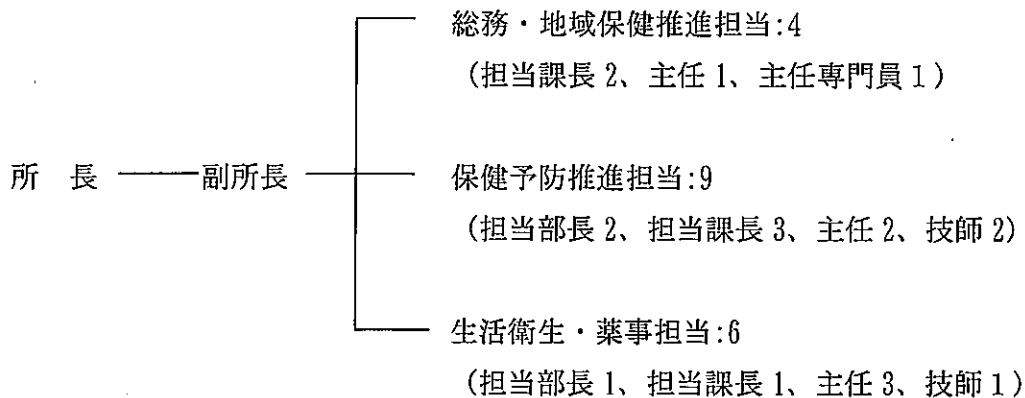 総務・地域保健推進担当:4
（担当課長 2、主任 1、主任専門員 1）
所　長　副所長　保健予防推進担当:9
（担当部長 2、担当課長 3、主任 2、技師 2）
生活衛生・薬事担当:6
（担当部長 1、担当課長 1、主任 3、技師 1）